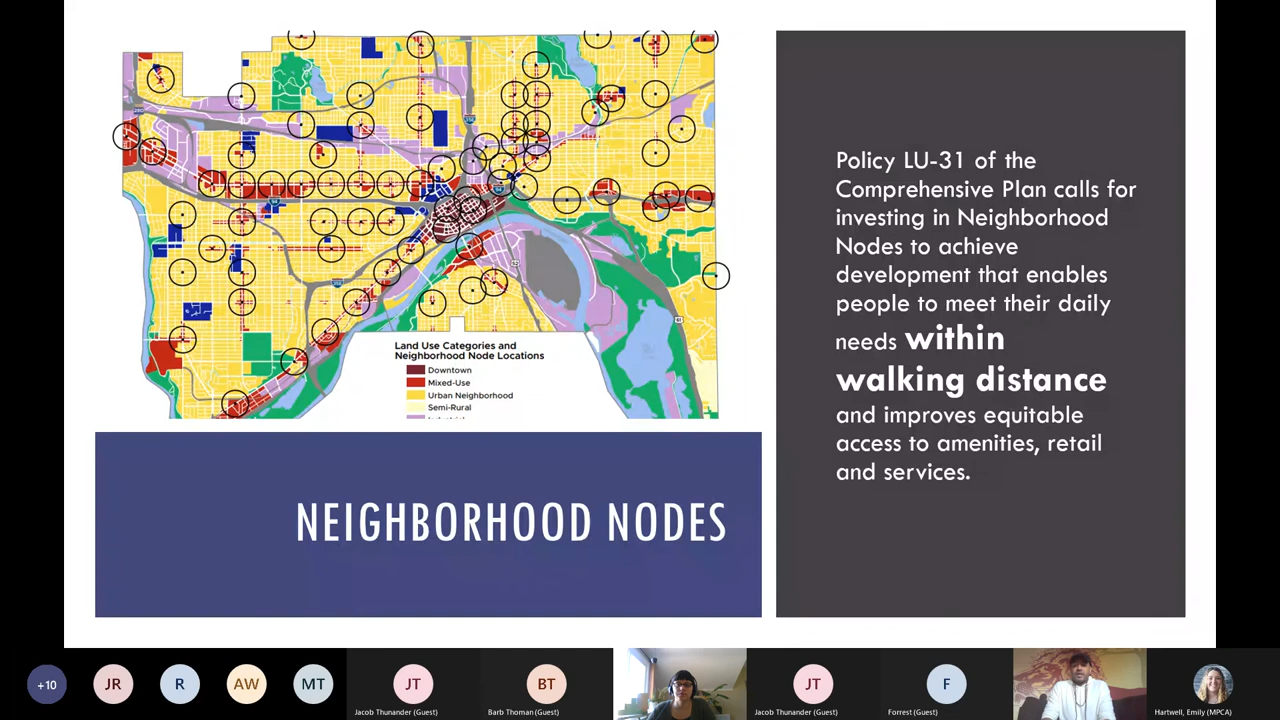 Land Use Categories and
Neighborhood Node Locations
Downtown
Mixed-Use
Urban Neighborhood
Semi-Rural
NEIGHBORHOOD NODES
Policy LU-31 of the
Comprehensive Plan calls for
investing in Neighborhood
Nodes to achieve
development that enables
people to meet their daily
needs within
walking distance
and improves equitable
access to amenities, retail
and services.
+10
JR
R
AW
MT
JT
Jacob Thunander (Guest)
BT
Barb Thoman (Guest)
JT
Jacob Thunander (Guest)
F
Forrest (Guest)
Hartwell, Emily (MPCA)